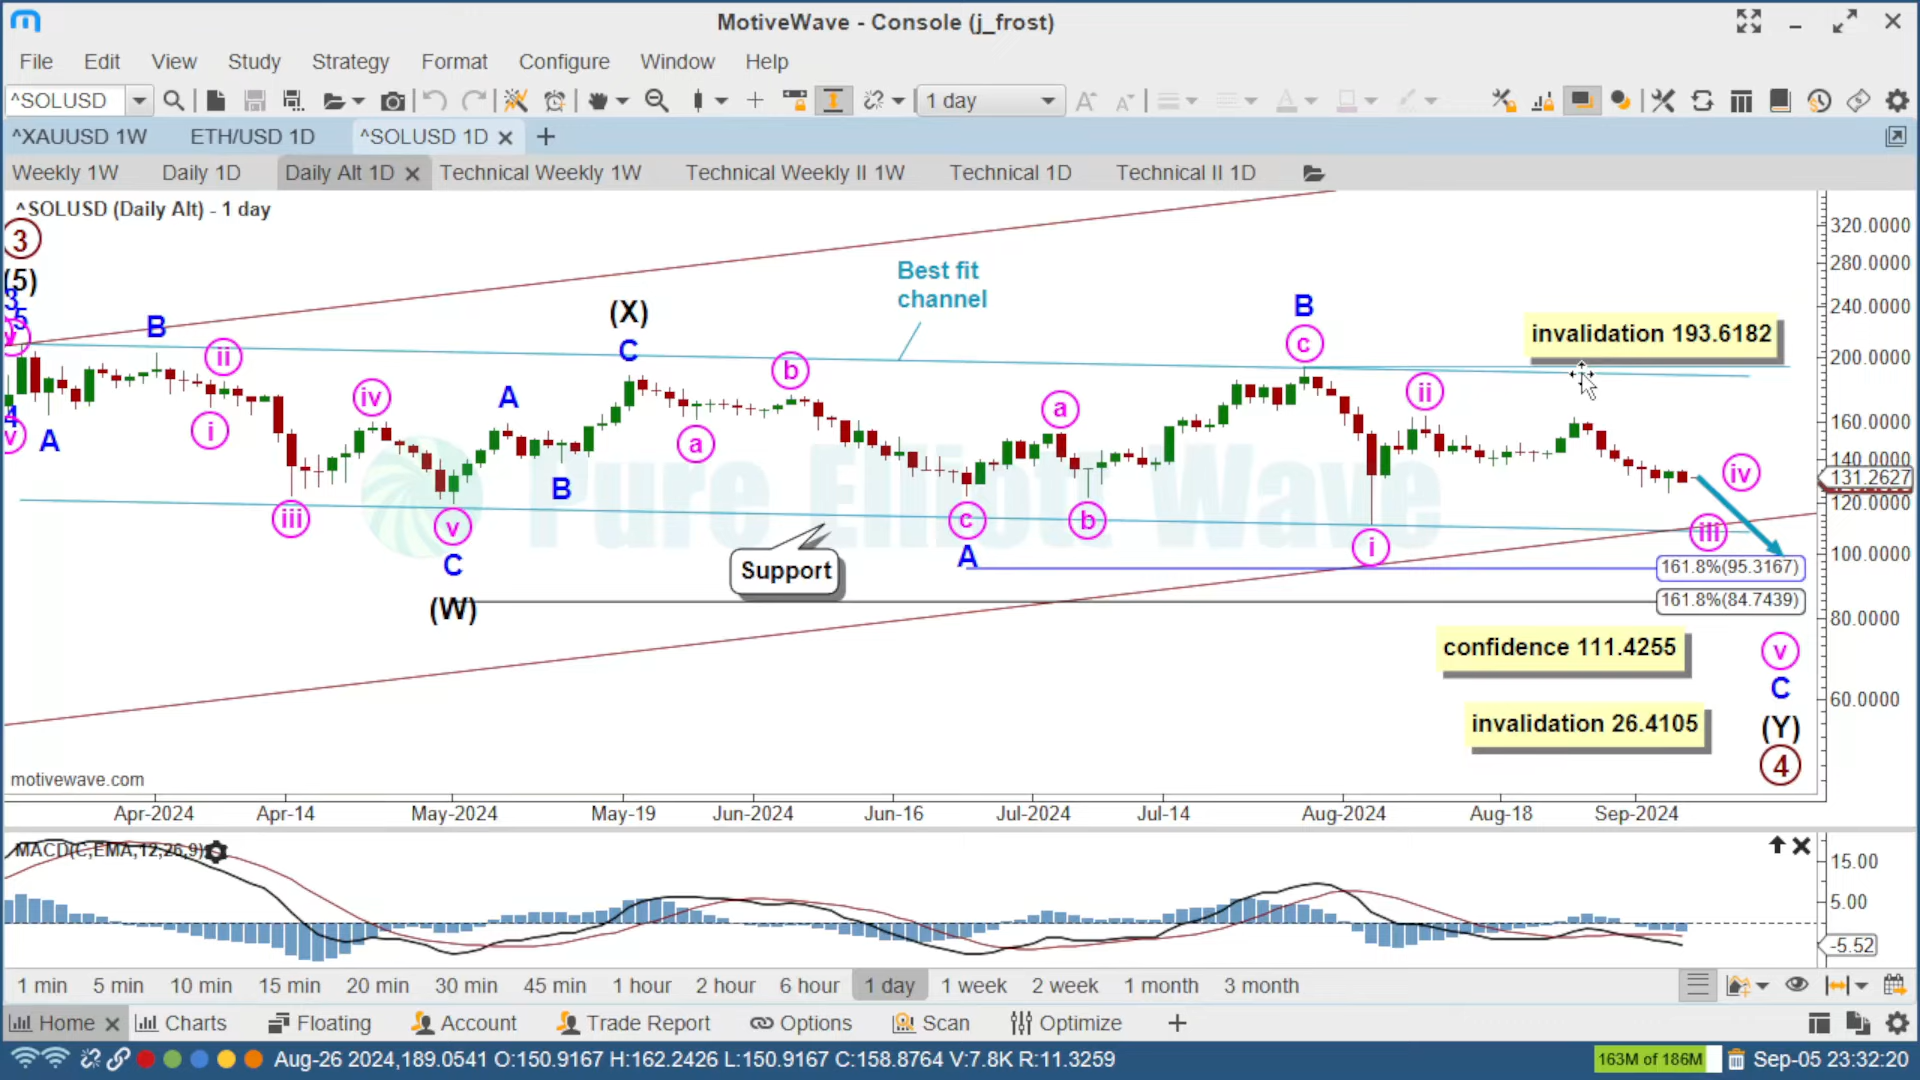 MotiveWave - Console (j_frost)
File Edit View Study Strategy Format Configure Window Help
^SOLUSD 1 day
^XAUUSD 1W ETH/USD 1D ^SOLUSD 1D
Weekly 1W Daily 1D Daily Alt 1D Technical Weekly 1W Technical Weekly II 1W Technical 1D Technical II 1D
^SOLUSD (Daily Alt) - 1 day
320.0000
3
Best fit
channel
280.0000
(5)
3
5
B
(X)
C
B
240.0000
c
invalidation 193.6182
v
ii
200.0000
b
iv
A
ii
a
160.0000
4
v
A
i
a
140.0000
iv
131.2627
Pure Elliott Wave
B
120.0000
iii
v
c
b
i
iii
C
A
100.0000
Support
161.8%(95.3167)
(W)
161.8%(84.7439)
80.0000
confidence 111.4255
v
C
60.0000
invalidation 26.4105
(Y)
4
motivewave.com
Apr-2024 Apr-14 May-2024 May-19 Jun-2024 Jun-16 Jul-2024 Jul-14 Aug-2024 Aug-18 Sep-2024
MACD(C,EMA,12,26,9)
15.00
5.00
-5.52
1 min 5 min 10 min 15 min 20 min 30 min 45 min 1 hour 2 hour 6 hour 1 day 1 week 2 week 1 month 3 month
Home Charts Floating Account Trade Report Options Scan Optimize
Aug-26 2024,189.0541 O:150.9167 H:162.2426 L:150.9167 C:158.8764 V:7.8K R:11.3259 163M of 186M Sep-05 23:32:20